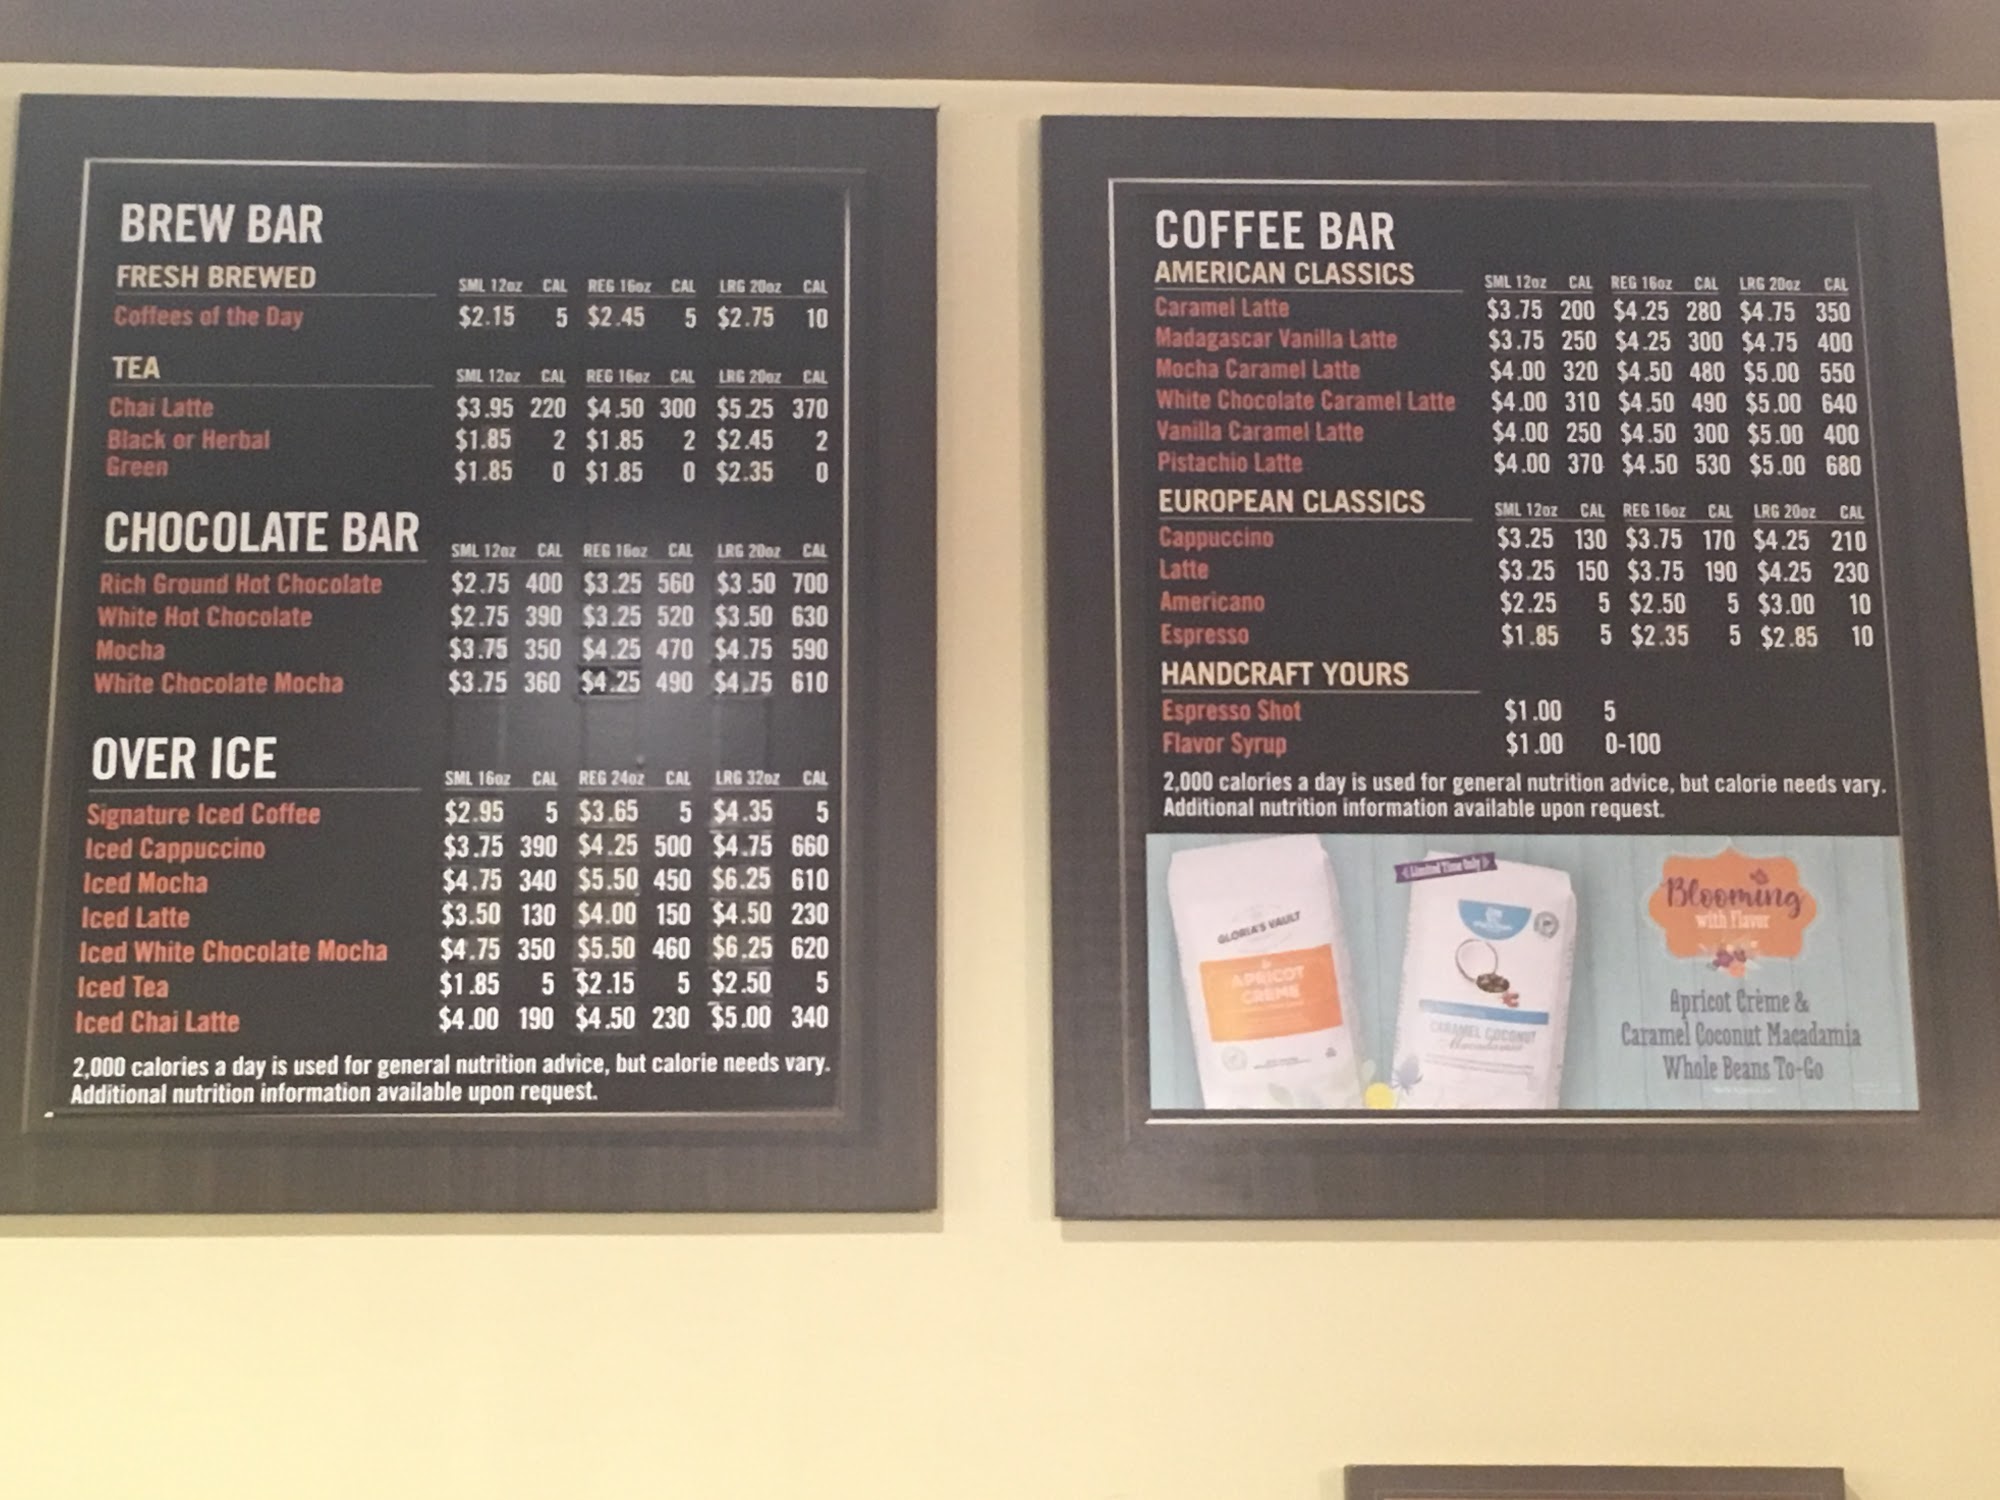 BREW BAR
FRESH BREWED SML 12oz CAL REG 16oz CAL LRG 20oz CAL
Coffees of the Day $2.15 5 $2.45 5 $2.75 10
TEA SML 12oz CAL REG 16oz CAL LRG 20oz CAL
Chai Latte $3.95 220 $4.50 300 $5.25 370
Black or Herbal $1.85 2 $1.85 2 $2.45 2
Green $1.85 0 $1.85 0 $2.35 0
CHOCOLATE BAR SML 12oz CAL REG 16oz CAL LRG 20oz CAL
Rich Ground Hot Chocolate $2.75 400 $3.25 560 $3.50 700
White Hot Chocolate $2.75 390 $3.25 520 $3.50 630
Mocha $3.75 350 $4.25 470 $4.75 590
White Chocolate Mocha $3.75 360 $4.25 490 $4.75 610
OVER ICE SML 16oz CAL REG 24oz CAL LRG 32oz CAL
Signature Iced Coffee $2.95 5 $3.65 5 $4.35 5
Iced Cappuccino $3.75 390 $4.25 500 $4.75 660
Iced Mocha $4.75 340 $5.50 450 $6.25 610
Iced Latte $3.50 130 $4.00 150 $4.50 230
Iced White Chocolate Mocha $4.75 350 $5.50 460 $6.25 620
Iced Tea $1.85 5 $2.15 5 $2.50 5
Iced Chai Latte $4.00 190 $4.50 230 $5.00 340
2,000 calories a day is used for general nutrition advice, but calorie needs vary.
Additional nutrition information available upon request.
COFFEE BAR
AMERICAN CLASSICS SML 12oz CAL REG 16oz CAL LRG 20oz CAL
Caramel Latte $3.75 200 $4.25 280 $4.75 350
Madagascar Vanilla Latte $3.75 250 $4.25 300 $4.75 400
Mocha Caramel Latte $4.00 320 $4.50 480 $5.00 550
White Chocolate Caramel Latte $4.00 310 $4.50 490 $5.00 640
Vanilla Caramel Latte $4.00 250 $4.50 300 $5.00 400
Pistachio Latte $4.00 370 $4.50 530 $5.00 680
EUROPEAN CLASSICS SML 12oz CAL REG 16oz CAL LRG 20oz CAL
Cappuccino $3.25 130 $3.75 170 $4.25 210
Latte $3.25 150 $3.75 190 $4.25 230
Americano $2.25 5 $2.50 5 $3.00 10
Espresso $1.85 5 $2.35 5 $2.85 10
HANDCRAFT YOURS
Espresso Shot $1.00 5
Flavor Syrup $1.00 0-100
2,000 calories a day is used for general nutrition advice, but calorie needs vary.
Additional nutrition information available upon request.
GLORIA'S VAULT
APRICOT
CREME
Limited Time Only
CARAMEL COCONUT
Macadamia
Blooming
with Flavor
Apricot Crème &
Caramel Coconut Macadamia
Whole Beans To-Go